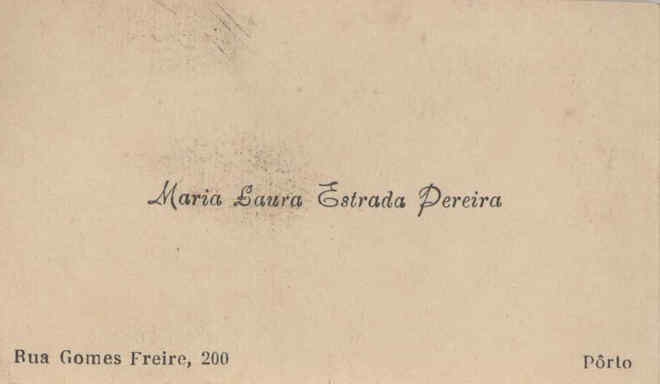 Maria Laura Estrada Pereira
Rua Gomes Freire, 200
Pôrto